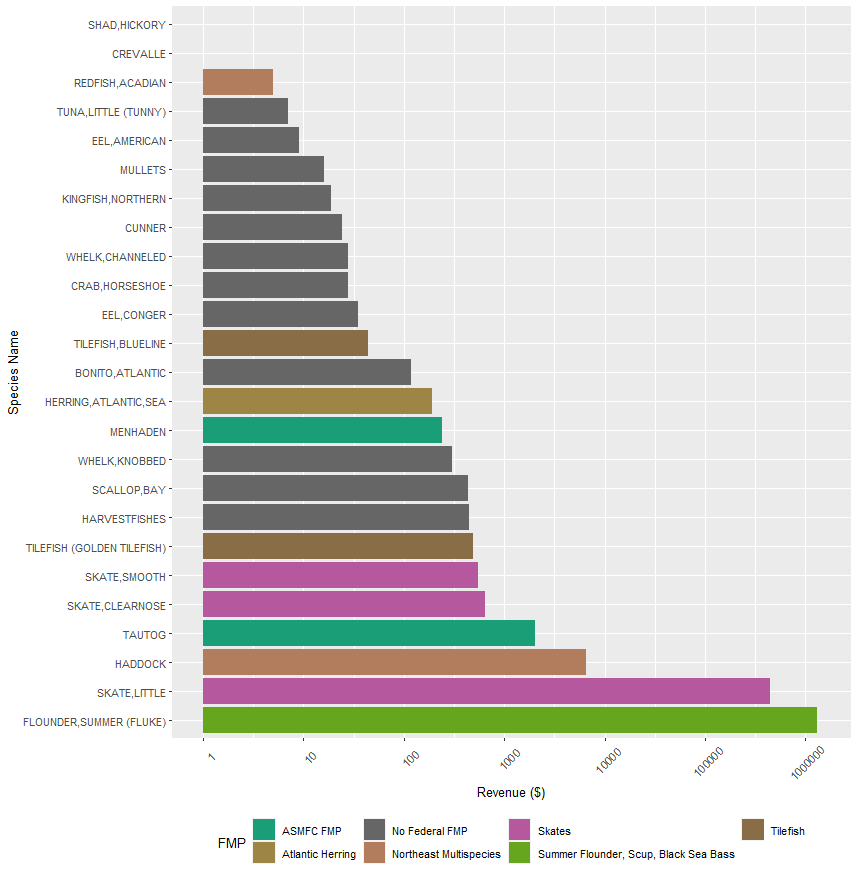 SHAD,HICKORY
CREVALLE
REDFISH,ACADIAN
TUNA,LITTLE (TUNNY)
EEL,AMERICAN
MULLETS
KINGFISH,NORTHERN
CUNNER
WHELK,CHANNELED
CRAB,HORSESHOE
EEL,CONGER
TILEFISH,BLUELINE
BONITO,ATLANTIC
HERRING,ATLANTIC,SEA
MENHADEN
WHELK,KNOBBED
SCALLOP,BAY
HARVESTFISHES
TILEFISH (GOLDEN TILEFISH)
SKATE,SMOOTH
SKATE,CLEARNOSE
TAUTOG
HADDOCK
SKATE,LITTLE
FLOUNDER,SUMMER (FLUKE)
Species Name
1 10 100 1000 10000 100000 1000000
Revenue ($)
FMP
ASMFC FMP No Federal FMP Skates Tilefish
Atlantic Herring Northeast Multispecies Summer Flounder, Scup, Black Sea Bass